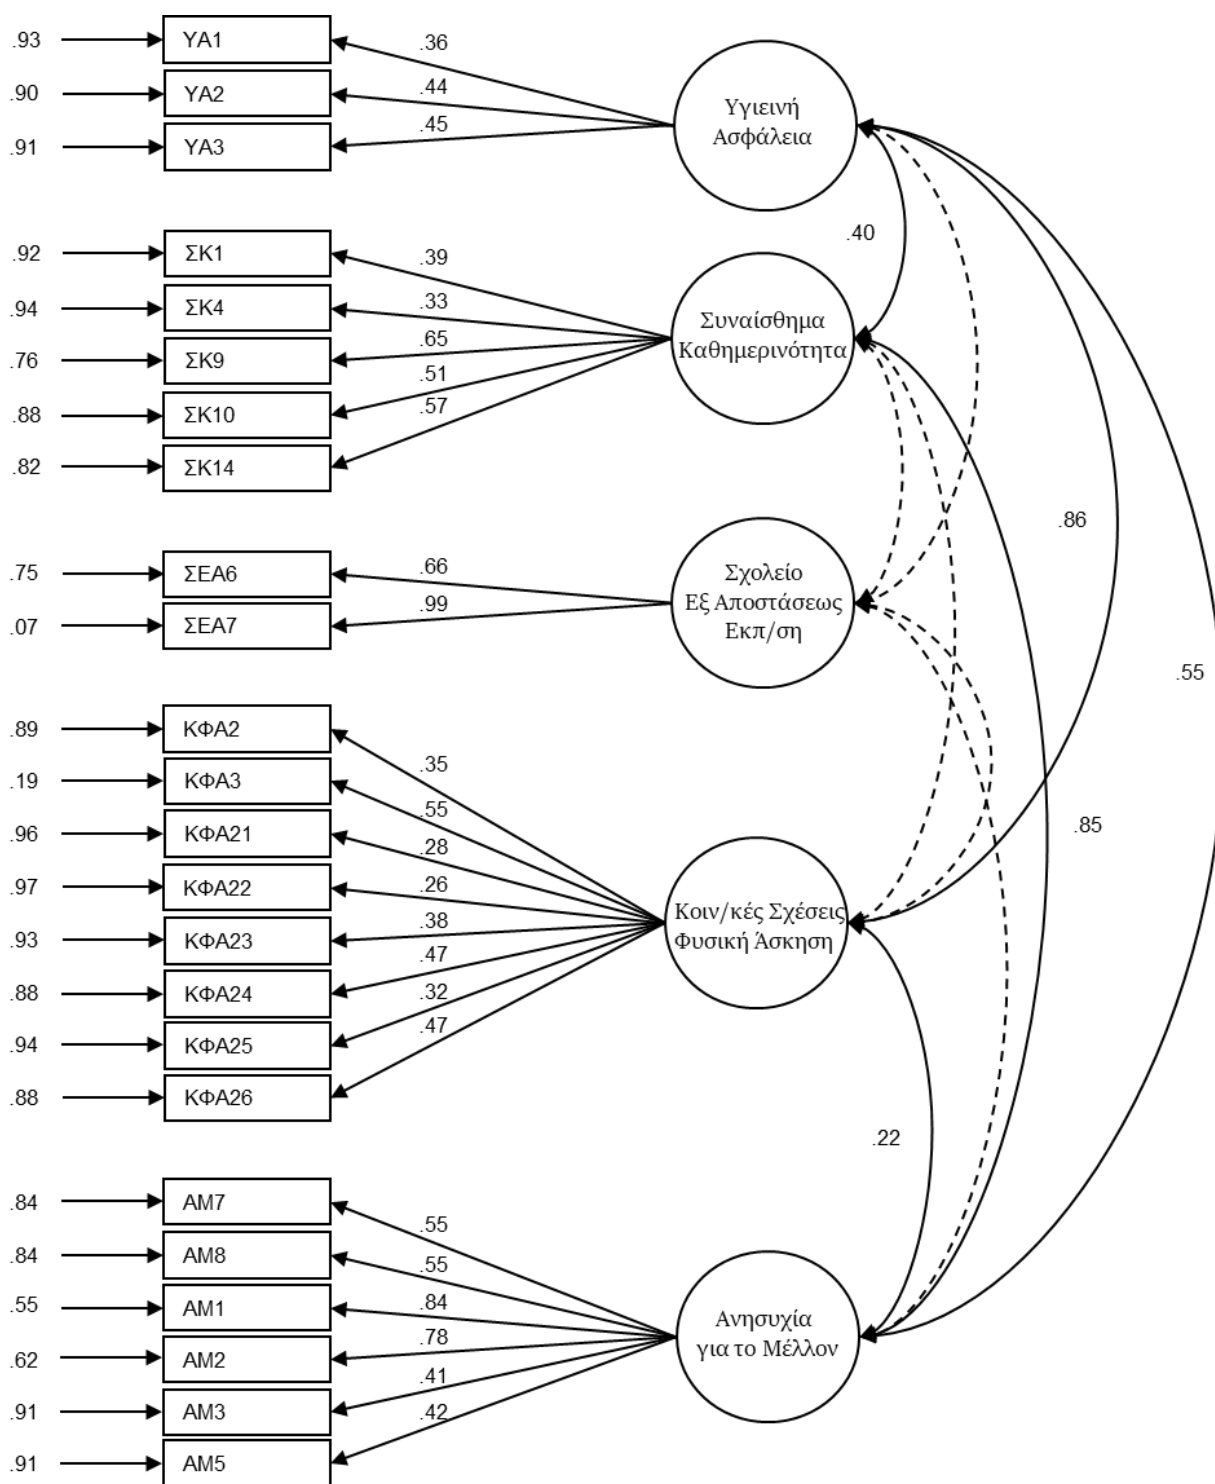 .93 ΥΑ1 .36
.90 ΥΑ2 .44
.91 ΥΑ3 .45
Υγιεινή
Ασφάλεια
.40
.92 ΣΚ1 .39
.94 ΣΚ4 .33
.76 ΣΚ9 .65
.88 ΣΚ10 .51
.82 ΣΚ14 .57
Συναίσθημα
Καθημερινότητα
.86
.55
.75 ΣΕΑ6 .66
.07 ΣΕΑ7 .99
Σχολείο
Εξ Αποστάσεως
Εκπ/ση
.85
.89 ΚΦΑ2 .35
.19 ΚΦΑ3 .55
.96 ΚΦΑ21 .28
.97 ΚΦΑ22 .26
.93 ΚΦΑ23 .38
.88 ΚΦΑ24 .47
.94 ΚΦΑ25 .32
.88 ΚΦΑ26 .47
Κοιν/κές Σχέσεις
Φυσική Άσκηση
.22
.84 ΑΜ7 .55
.84 ΑΜ8 .55
.55 ΑΜ1 .84
.62 ΑΜ2 .78
.91 ΑΜ3 .41
.91 ΑΜ5 .42
Ανησυχία
για το Μέλλον